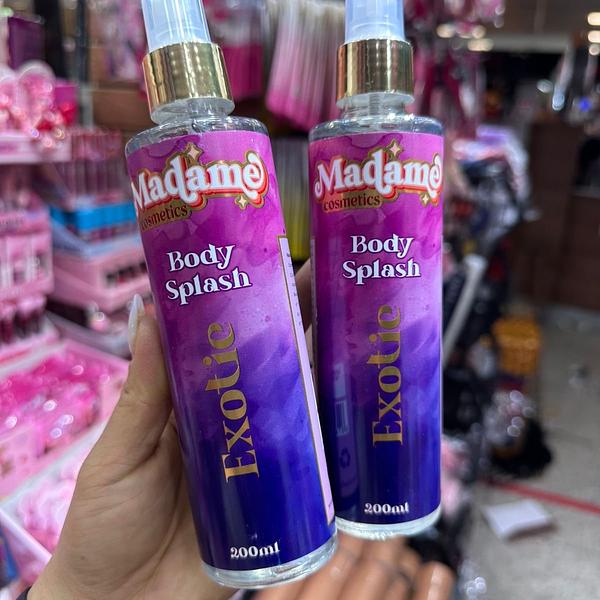 Madame
cosmetics
Body
Splash
Exotic
200ml
Madame
cosmetics
Body
Splash
Exotic
200ml